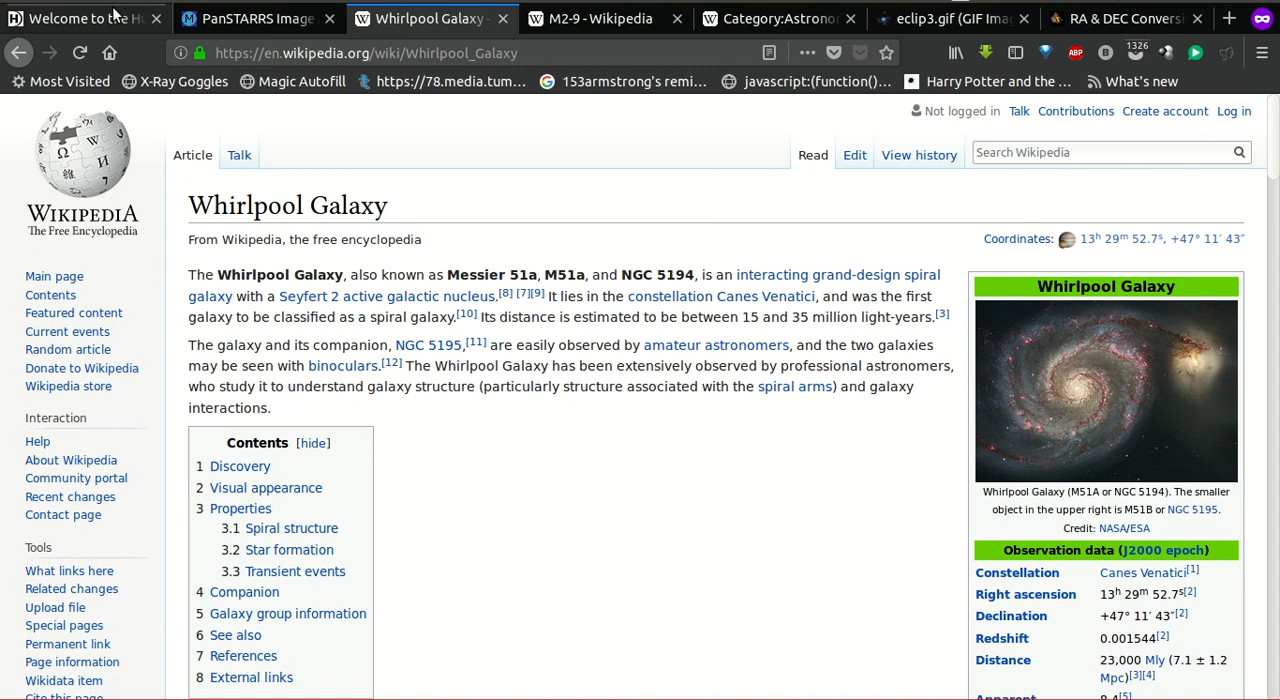 Welcome to the Hu
PanSTARRS Image
Whirlpool Galaxy -
M2-9 - Wikipedia
Category:Astrono
eclip3.gif (GIF Imag
RA & DEC Conversi
https://en.wikipedia.org/wiki/Whirlpool_Galaxy
ABP
B
1326
Most Visited
X-Ray Goggles
Magic Autofill
https://78.media.tum...
153armstrong's remi...
javascript:(function()...
Harry Potter and the ...
What's new
Not logged in
Talk
Contributions
Create account
Log in
Article
Talk
Read
Edit
View history
Search Wikipedia
WIKIPEDIA
The Free Encyclopedia
Main page
Contents
Featured content
Current events
Random article
Donate to Wikipedia
Wikipedia store
Interaction
Help
About Wikipedia
Community portal
Recent changes
Contact page
Tools
What links here
Related changes
Upload file
Special pages
Permanent link
Page information
Wikidata item
Cite this page
Whirlpool Galaxy
From Wikipedia, the free encyclopedia
Coordinates: 13ʰ 29ᵐ 52.7ˢ, +47° 11′ 43″
The Whirlpool Galaxy, also known as Messier 51a, M51a, and NGC 5194, is an interacting grand-design spiral
galaxy with a Seyfert 2 active galactic nucleus.[8] [7][9] It lies in the constellation Canes Venatici, and was the first
galaxy to be classified as a spiral galaxy.[10] Its distance is estimated to be between 15 and 35 million light-years.[3]
The galaxy and its companion, NGC 5195,[11] are easily observed by amateur astronomers, and the two galaxies
may be seen with binoculars.[12] The Whirlpool Galaxy has been extensively observed by professional astronomers,
who study it to understand galaxy structure (particularly structure associated with the spiral arms) and galaxy
interactions.
Contents [hide]
1 Discovery
2 Visual appearance
3 Properties
3.1 Spiral structure
3.2 Star formation
3.3 Transient events
4 Companion
5 Galaxy group information
6 See also
7 References
8 External links
Whirlpool Galaxy
Whirlpool Galaxy (M51A or NGC 5194). The smaller
object in the upper right is M51B or NGC 5195.
Credit: NASA/ESA
Observation data (J2000 epoch)
Constellation Canes Venatici[1]
Right ascension 13ʰ 29ᵐ 52.7ˢ[2]
Declination +47° 11′ 43″[2]
Redshift 0.001544[2]
Distance 23,000 Mly (7.1 ± 1.2
Mpc)[3][4]
Apparent 8.4[5]